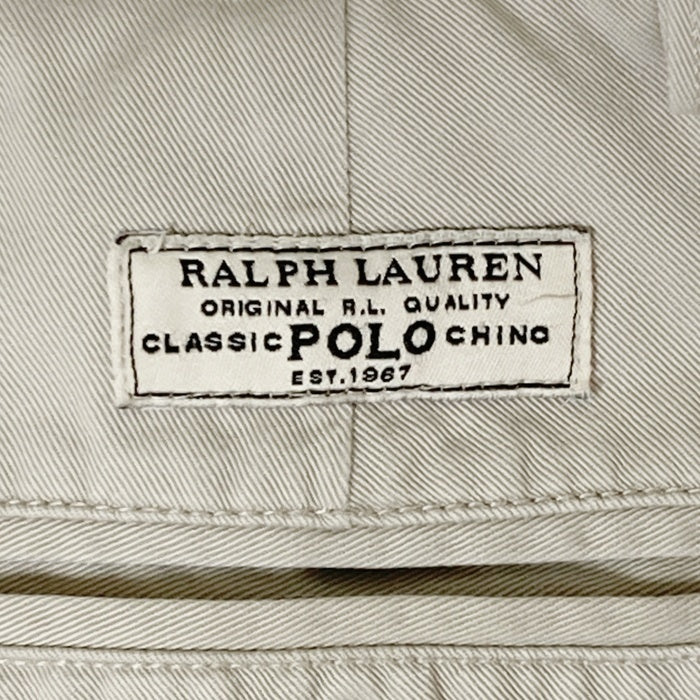 RALPH LAUREN
ORIGINAL R.L. QUALITY
CLASSIC POLO CHINO
EST. 1967